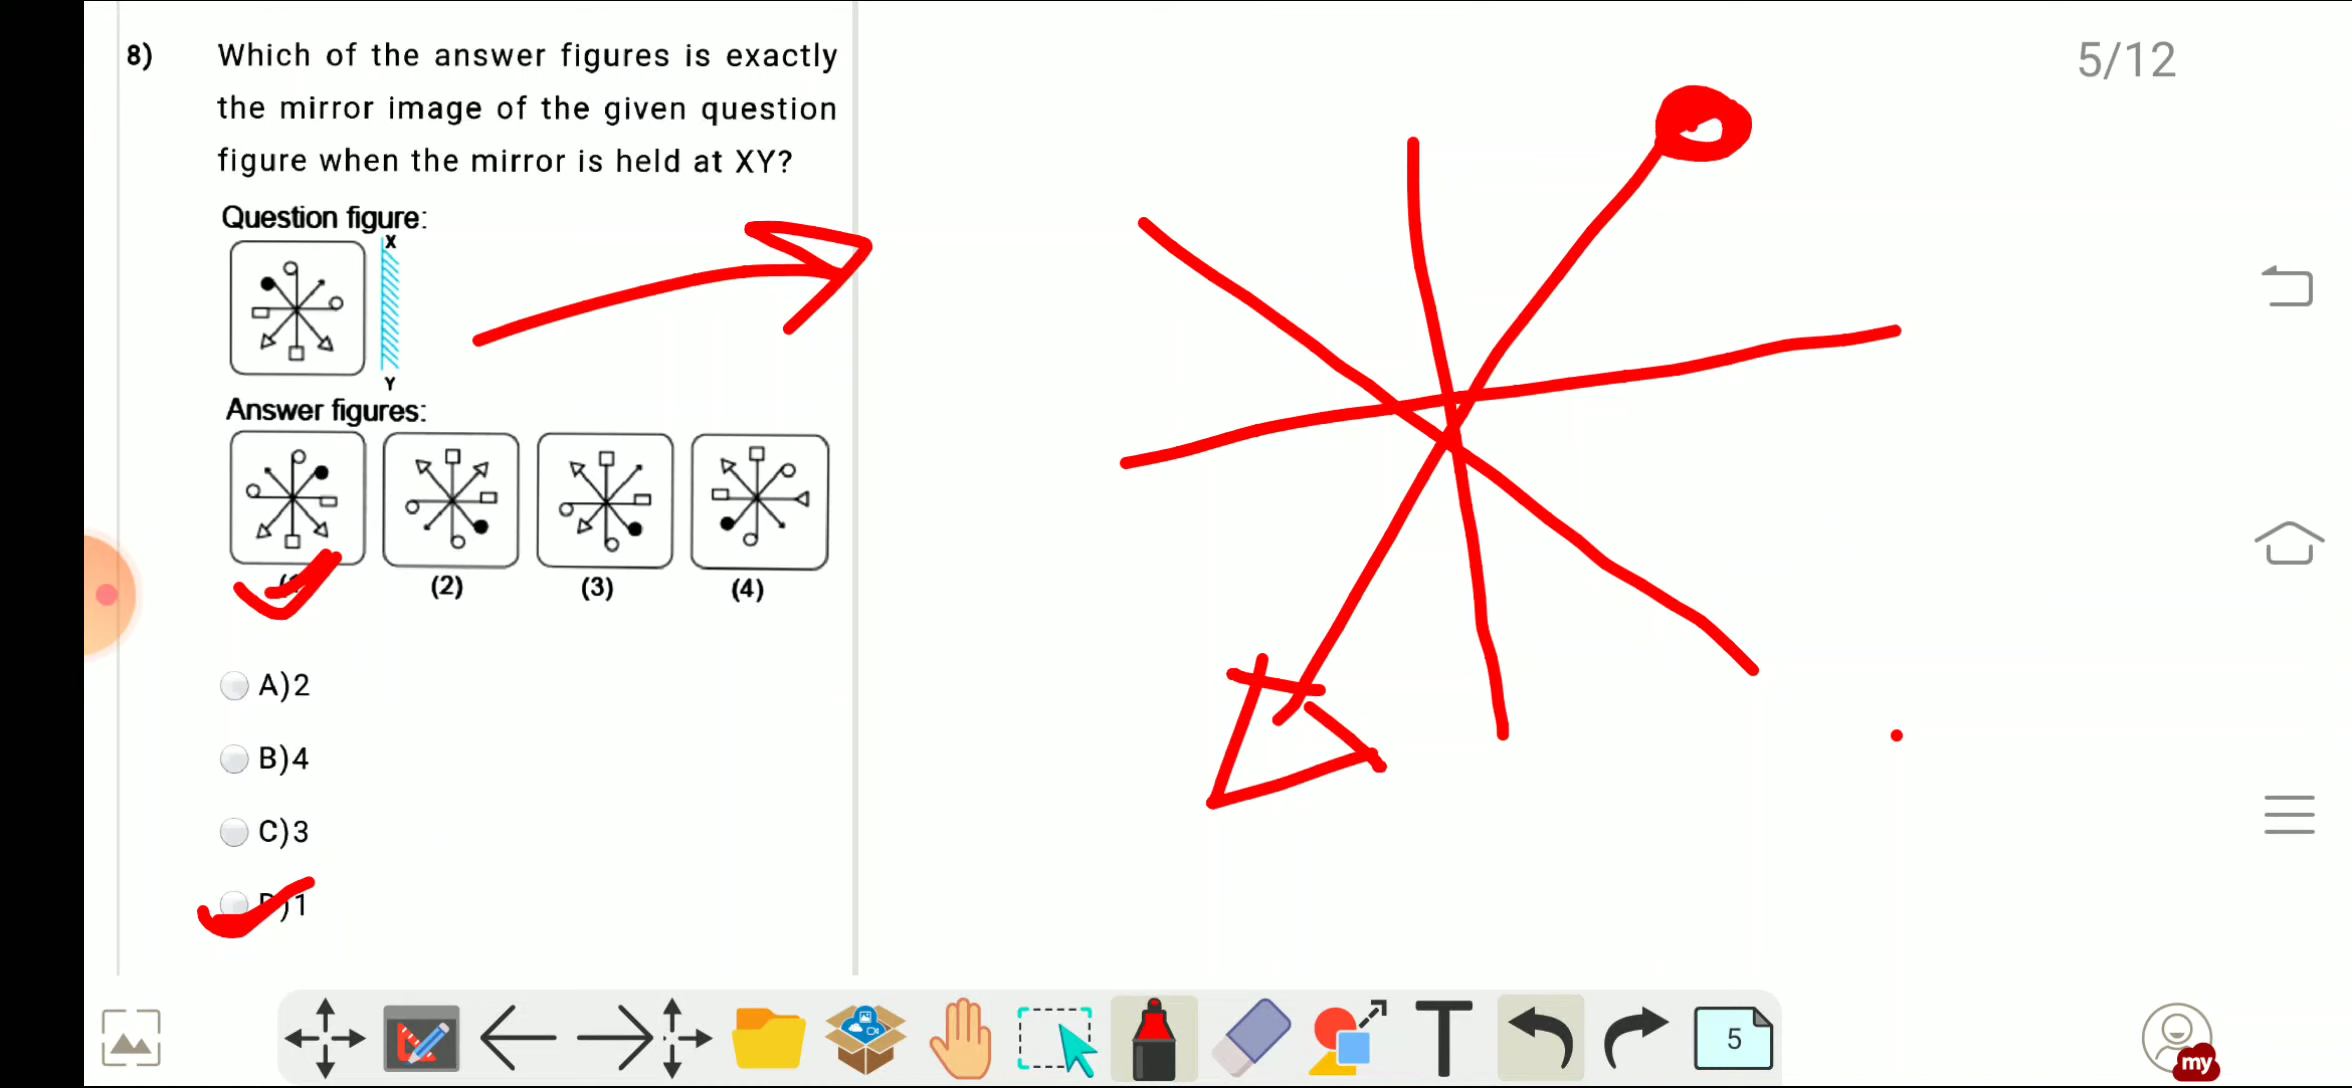 5/12
8) Which of the answer figures is exactly
the mirror image of the given question
figure when the mirror is held at XY?
Question figure:
X
Y
Answer figures:
(2) (3) (4)
A)2
B)4
C)3
)1
T
5
my